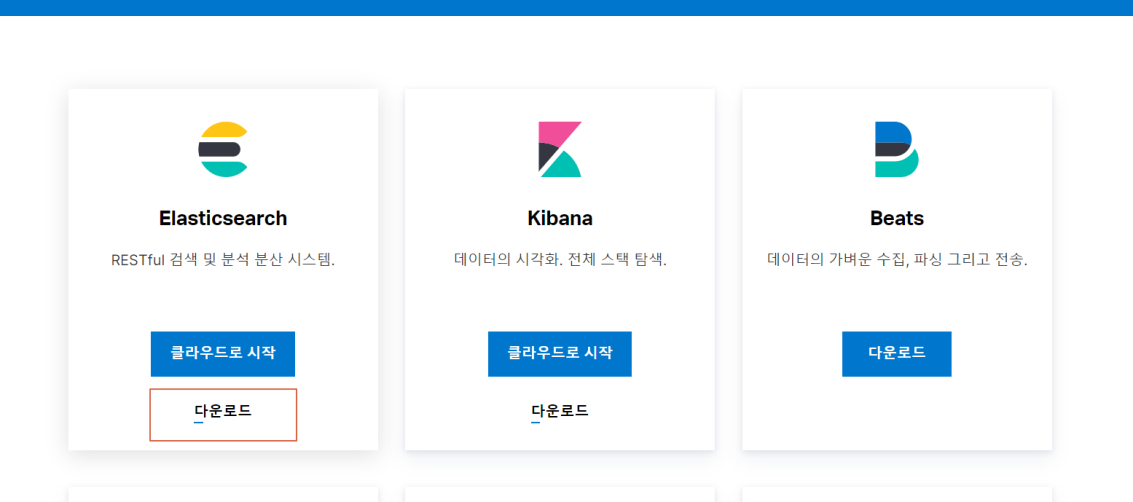 Elasticsearch
RESTful 검색 및 분석 분산 시스템.
클라우드로 시작
다운로드
Kibana
데이터의 시각화. 전체 스택 탐색.
클라우드로 시작
다운로드
Beats
데이터의 가벼운 수집, 파싱 그리고 전송.
다운로드